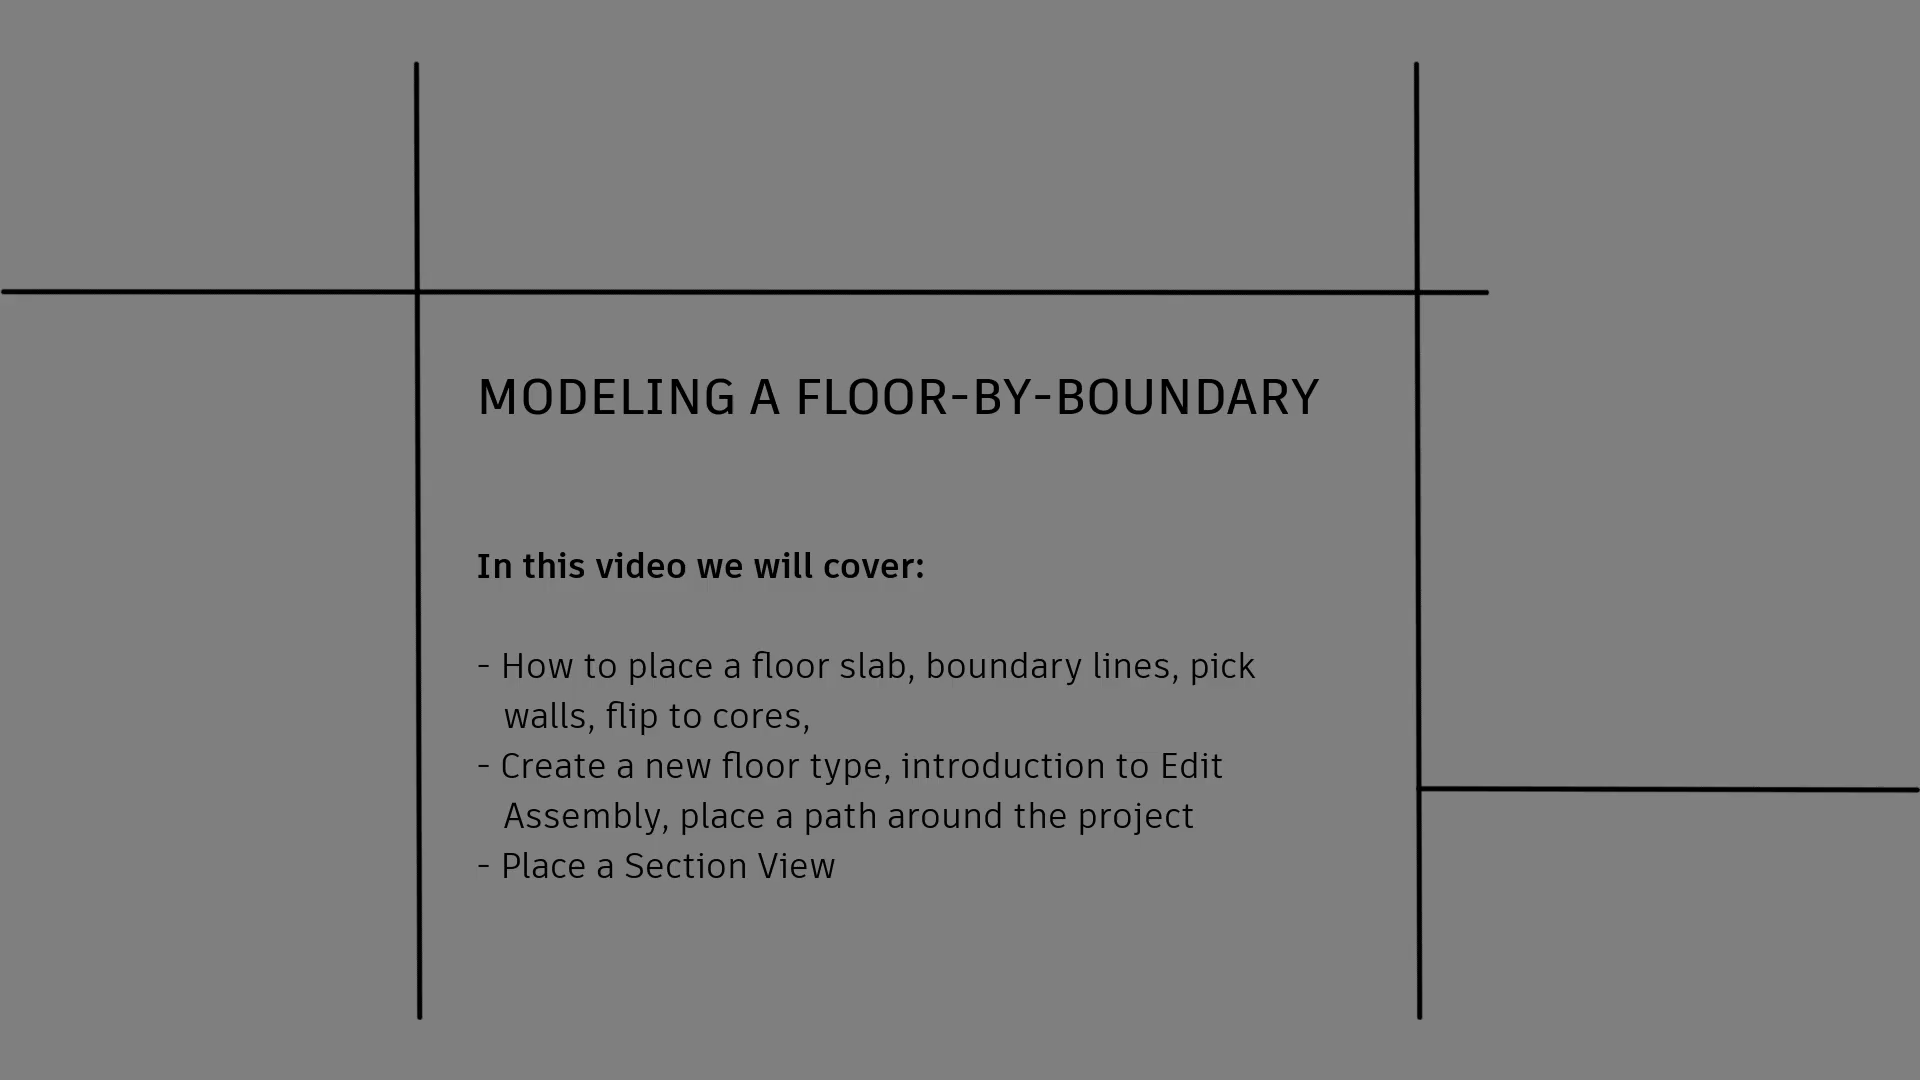 MODELING A FLOOR-BY-BOUNDARY
In this video we will cover:
- How to place a floor slab, boundary lines, pick
walls, flip to cores,
- Create a new floor type, introduction to Edit
Assembly, place a path around the project
- Place a Section View